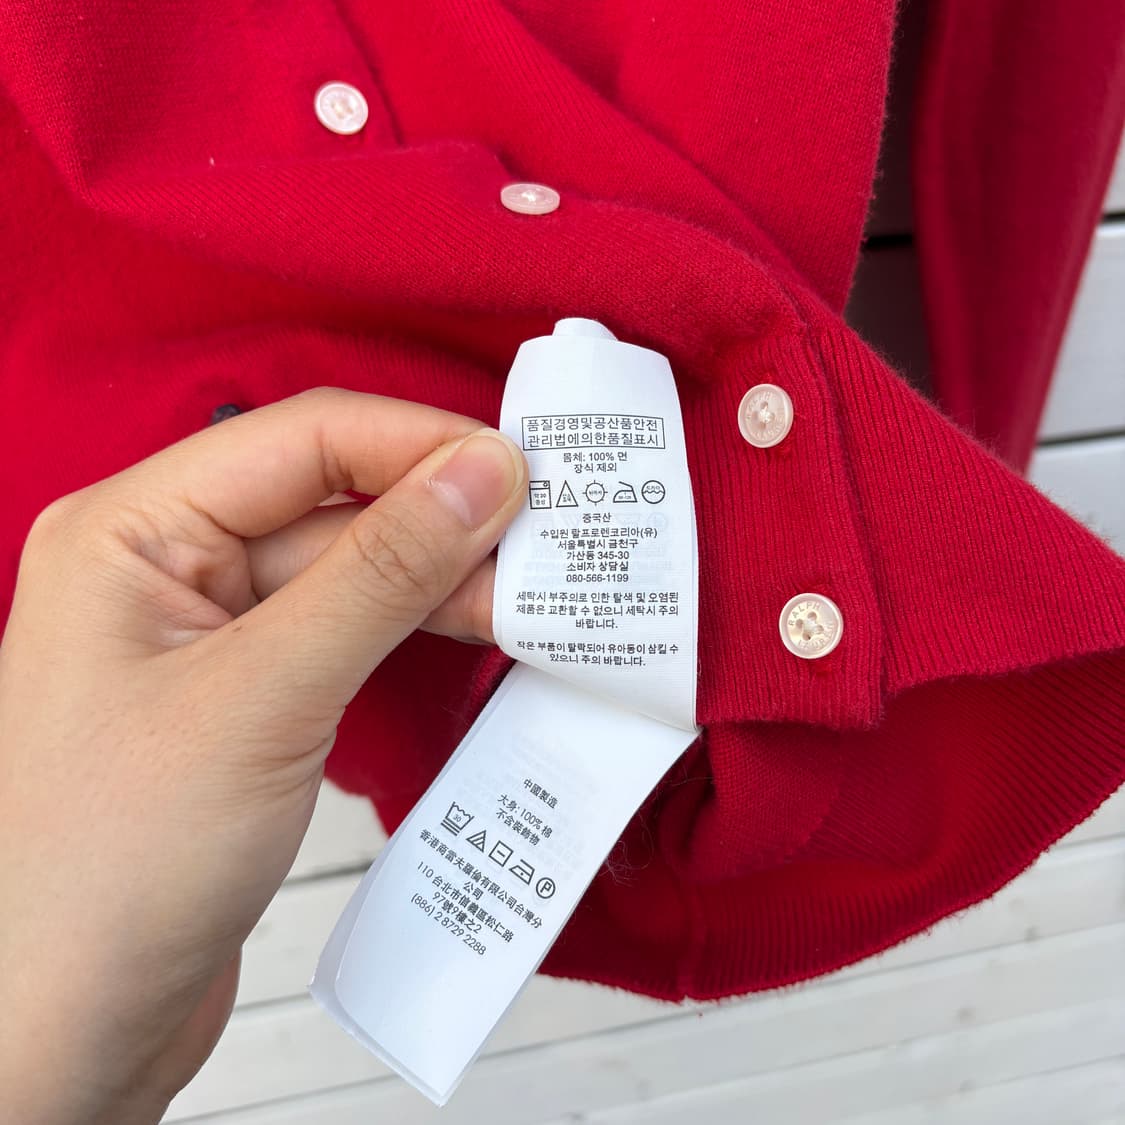 품질경영및공산품안전
관리법에의한품질표시
몸체: 100% 면
장식 제외
중국산
수입원 랄프로렌코리아(유)
서울특별시 금천구
가산동 345-30
소비자 상담실
080-566-1199
세탁시 부주의로 인한 탈색 및 오염된
제품은 교환할 수 없으니 세탁시 주의
바랍니다.
작은 부품이 탈락되어 유아동이 삼킬 수
있으니 주의 바랍니다.
RALPH
LAUREN
RALPH
LAUREN
中國製造
大身: 100% 棉
不含裝飾物
30
P
香港商雷夫羅倫有限公司台灣分
公司
110 台北市信義區松仁路
97號9樓之2
(886) 2 8729 2288